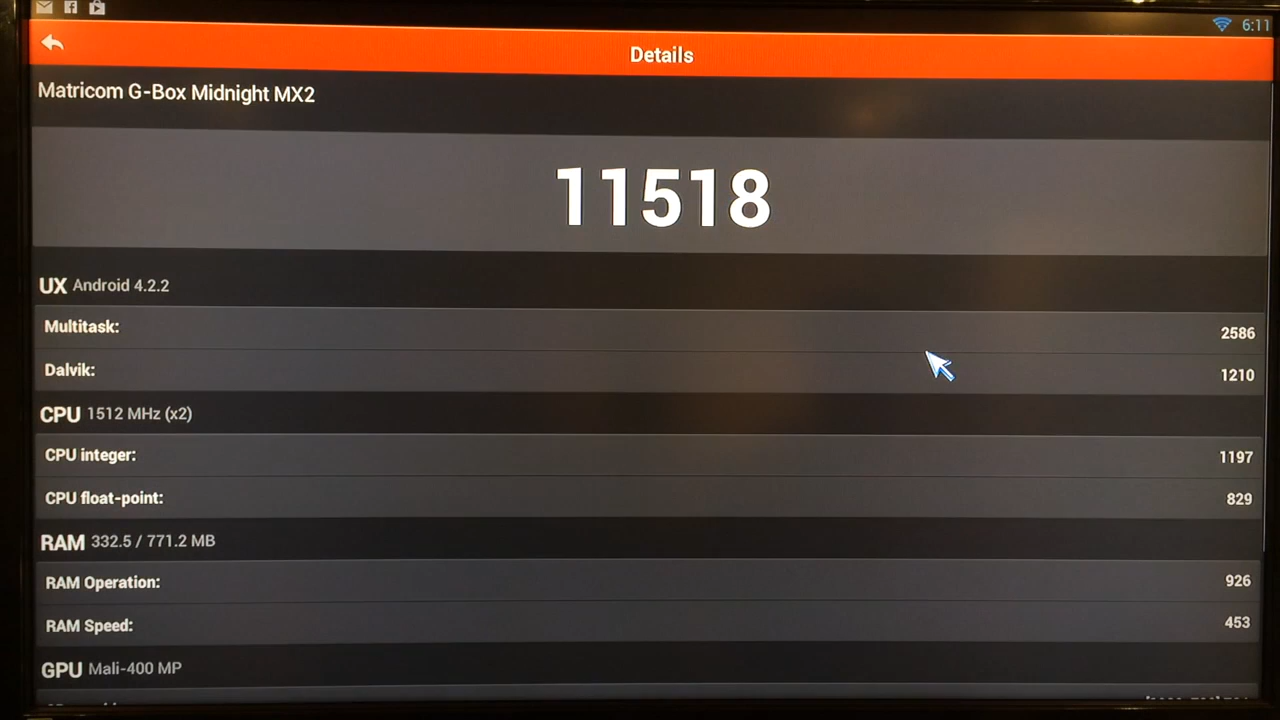 6:11
Details
Matricom G-Box Midnight MX2
11518
UX Android 4.2.2
Multitask: 2586
Dalvik: 1210
CPU 1512 MHz (x2)
CPU integer: 1197
CPU float-point: 829
RAM 332.5 / 771.2 MB
RAM Operation: 926
RAM Speed: 453
GPU Mali-400 MP